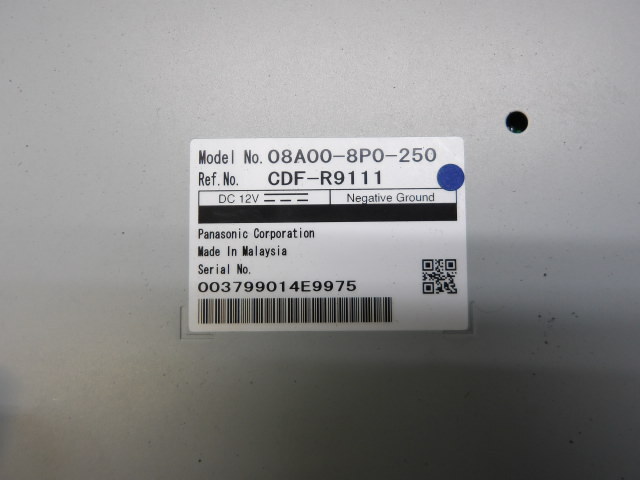 Model No. 08A00-8P0-250
Ref.No. CDF-R9111
DC 12V Negative Ground
Panasonic Corporation
Made In Malaysia
Serial No.
003799014E9975